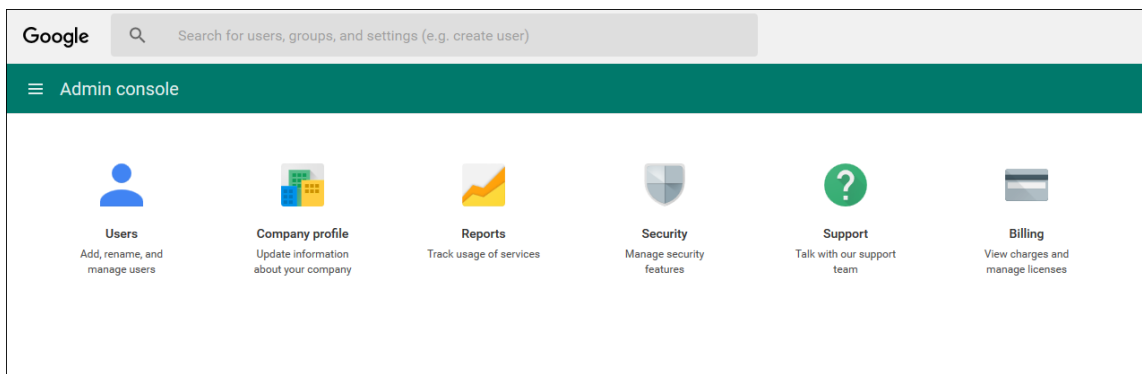 Google
Search for users, groups, and settings (e.g. create user)
Admin console
Users
Add, rename, and
manage users
Company profile
Update information
about your company
Reports
Track usage of services
Security
Manage security
features
Support
Talk with our support
team
Billing
View charges and
manage licenses